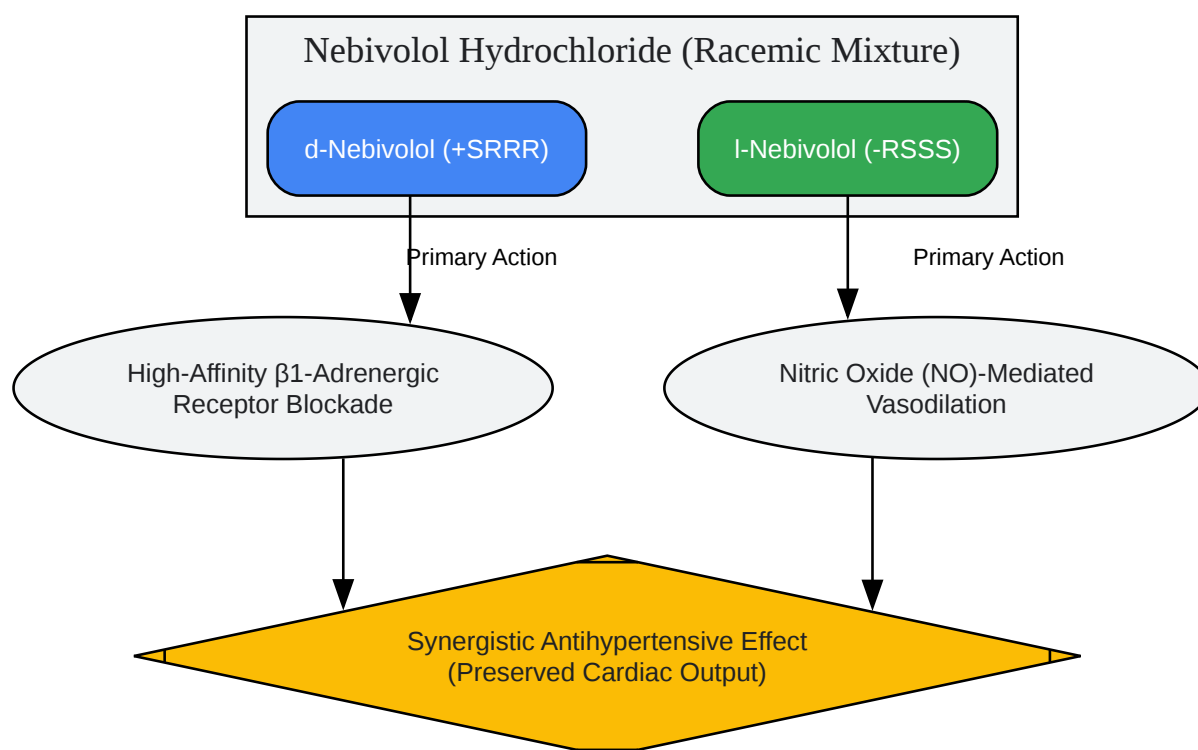 Nebivolol Hydrochloride (Racemic Mixture)
d-Nebivolol (+SRRR)
l-Nebivolol (-RSSS)
Primary Action
Primary Action
High-Affinity β1-Adrenergic
Receptor Blockade
Nitric Oxide (NO)-Mediated
Vasodilation
Synergistic Antihypertensive Effect
(Preserved Cardiac Output)